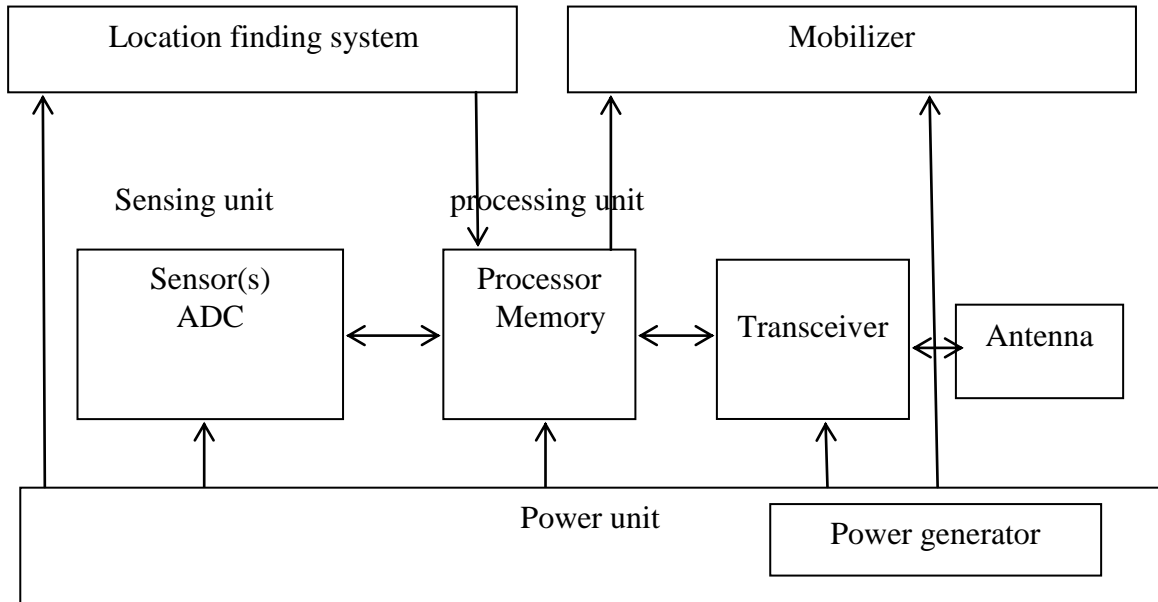 Location finding system
Mobilizer
Sensing unit
processing unit
Sensor(s)
ADC
Processor
Memory
Transceiver
Antenna
Power unit
Power generator